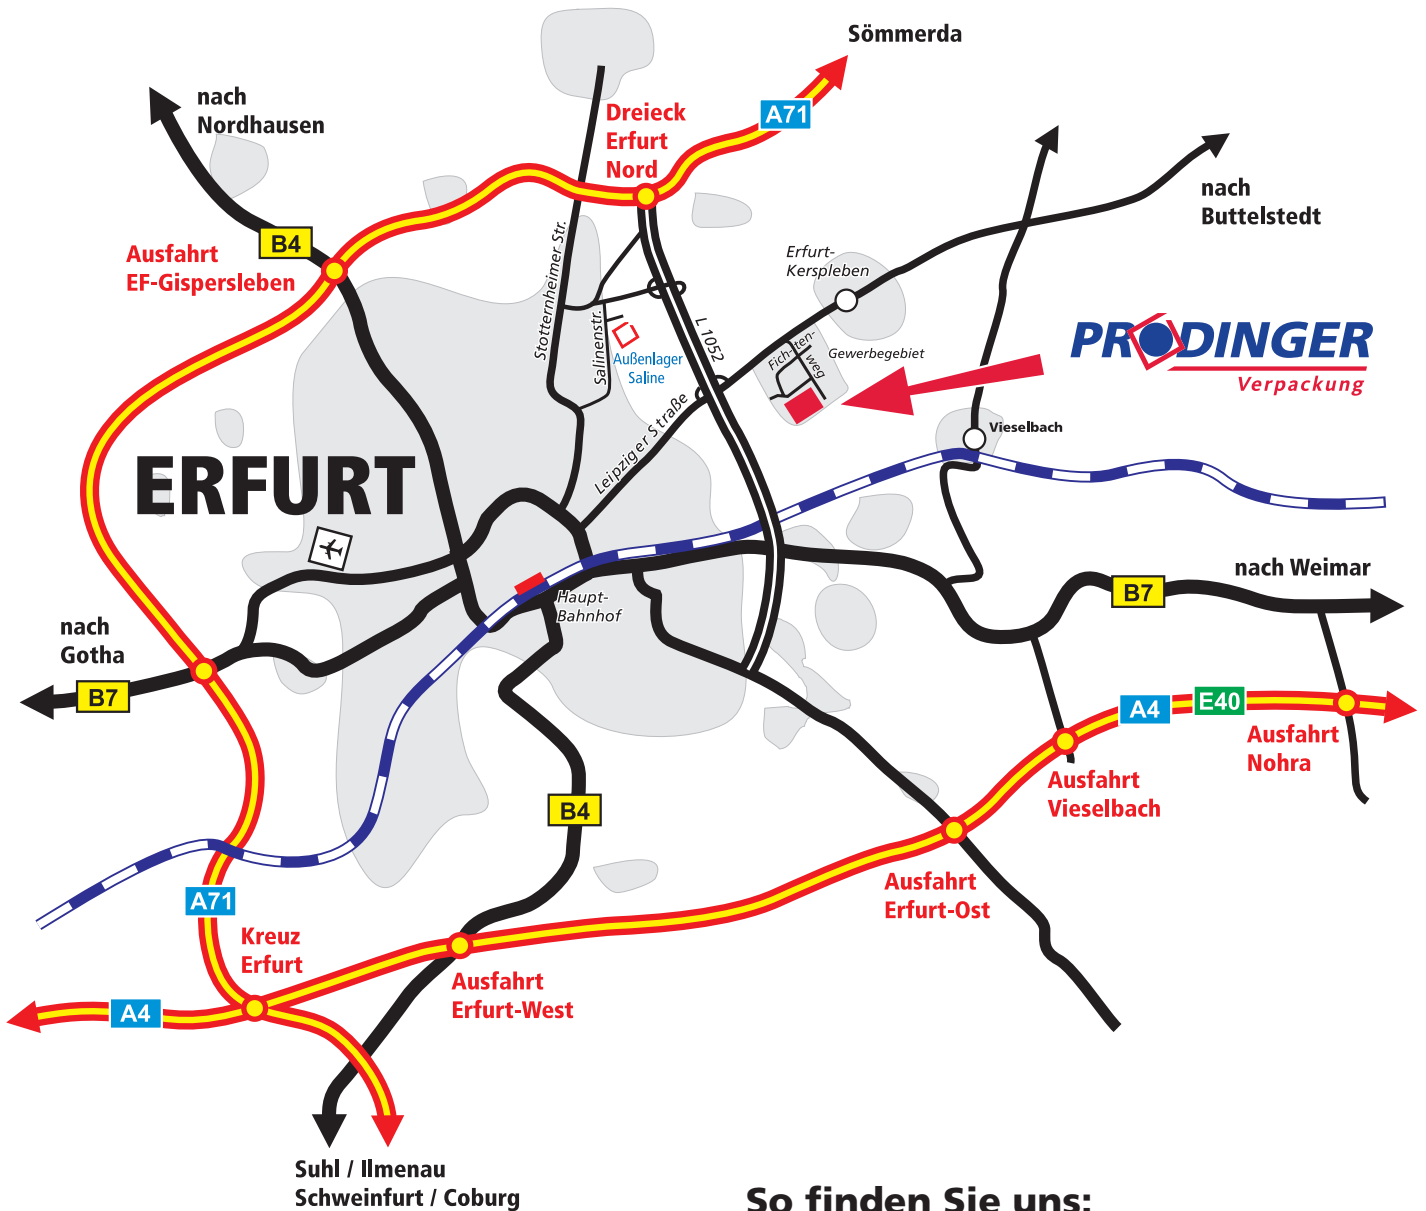 Sömmerda
nach
Nordhausen
Dreieck
Erfurt
Nord
A71
nach
Buttelstedt
B4
Ausfahrt
EF-Gispersleben
Stotternheimer Str.
Erfurt-
Kerspleben
Salinenstr.
L 1052
Außenlager
Saline
Fich-ten-
weg
Gewerbegebiet
PRODINGER
Verpackung
Leipziger Straße
Vieselbach
ERFURT
nach Weimar
B7
Haupt-
Bahnhof
nach
Gotha
B7
A4
E40
Ausfahrt
Nohra
Ausfahrt
Vieselbach
B4
Ausfahrt
Erfurt-Ost
A71
Kreuz
Erfurt
Ausfahrt
Erfurt-West
A4
Suhl / Ilmenau
Schweinfurt / Coburg
So finden Sie uns: